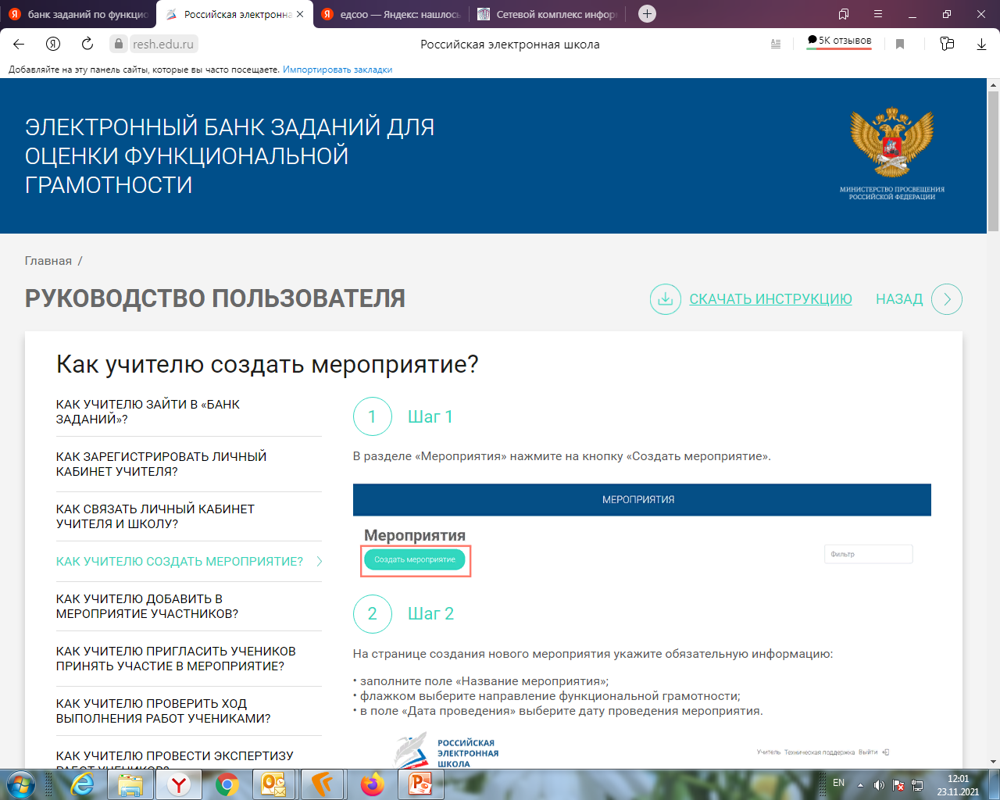 банк заданий по функцио
Российская электронна
едсоо — Яндекс: нашлось
Сетевой комплекс инфор
resh.edu.ru
Российская электронная школа
5K отзывов
Добавляйте на эту панель сайты, которые вы часто посещаете. Импортировать закладки
ЭЛЕКТРОННЫЙ БАНК ЗАДАНИЙ ДЛЯ
ОЦЕНКИ ФУНКЦИОНАЛЬНОЙ
ГРАМОТНОСТИ
МИНИСТЕРСТВО ПРОСВЕЩЕНИЯ
РОССИЙСКОЙ ФЕДЕРАЦИИ
Главная /
РУКОВОДСТВО ПОЛЬЗОВАТЕЛЯ
СКАЧАТЬ ИНСТРУКЦИЮ
НАЗАД
Как учителю создать мероприятие?
КАК УЧИТЕЛЮ ЗАЙТИ В «БАНК
ЗАДАНИЙ»?
КАК ЗАРЕГИСТРИРОВАТЬ ЛИЧНЫЙ
КАБИНЕТ УЧИТЕЛЯ?
КАК СВЯЗАТЬ ЛИЧНЫЙ КАБИНЕТ
УЧИТЕЛЯ И ШКОЛУ?
КАК УЧИТЕЛЮ СОЗДАТЬ МЕРОПРИЯТИЕ?
КАК УЧИТЕЛЮ ДОБАВИТЬ В
МЕРОПРИЯТИЕ УЧАСТНИКОВ?
КАК УЧИТЕЛЮ ПРИГЛАСИТЬ УЧЕНИКОВ
ПРИНЯТЬ УЧАСТИЕ В МЕРОПРИЯТИЕ?
КАК УЧИТЕЛЮ ПРОВЕРИТЬ ХОД
ВЫПОЛНЕНИЯ РАБОТ УЧЕНИКАМИ?
КАК УЧИТЕЛЮ ПРОВЕСТИ ЭКСПЕРТИЗУ
РАБОТ УЧЕНИКОВ?
1 Шаг 1
В разделе «Мероприятия» нажмите на кнопку «Создать мероприятие».
МЕРОПРИЯТИЯ
Мероприятия
Создать мероприятие
Фильтр
2 Шаг 2
На странице создания нового мероприятия укажите обязательную информацию:
• заполните поле «Название мероприятия»;
• флажком выберите направление функциональной грамотности;
• в поле «Дата проведения» выберите дату проведения мероприятия.
РОССИЙСКАЯ
ЭЛЕКТРОННАЯ
ШКОЛА
Учитель Техническая поддержка Выйти
EN
12:01
23.11.2021